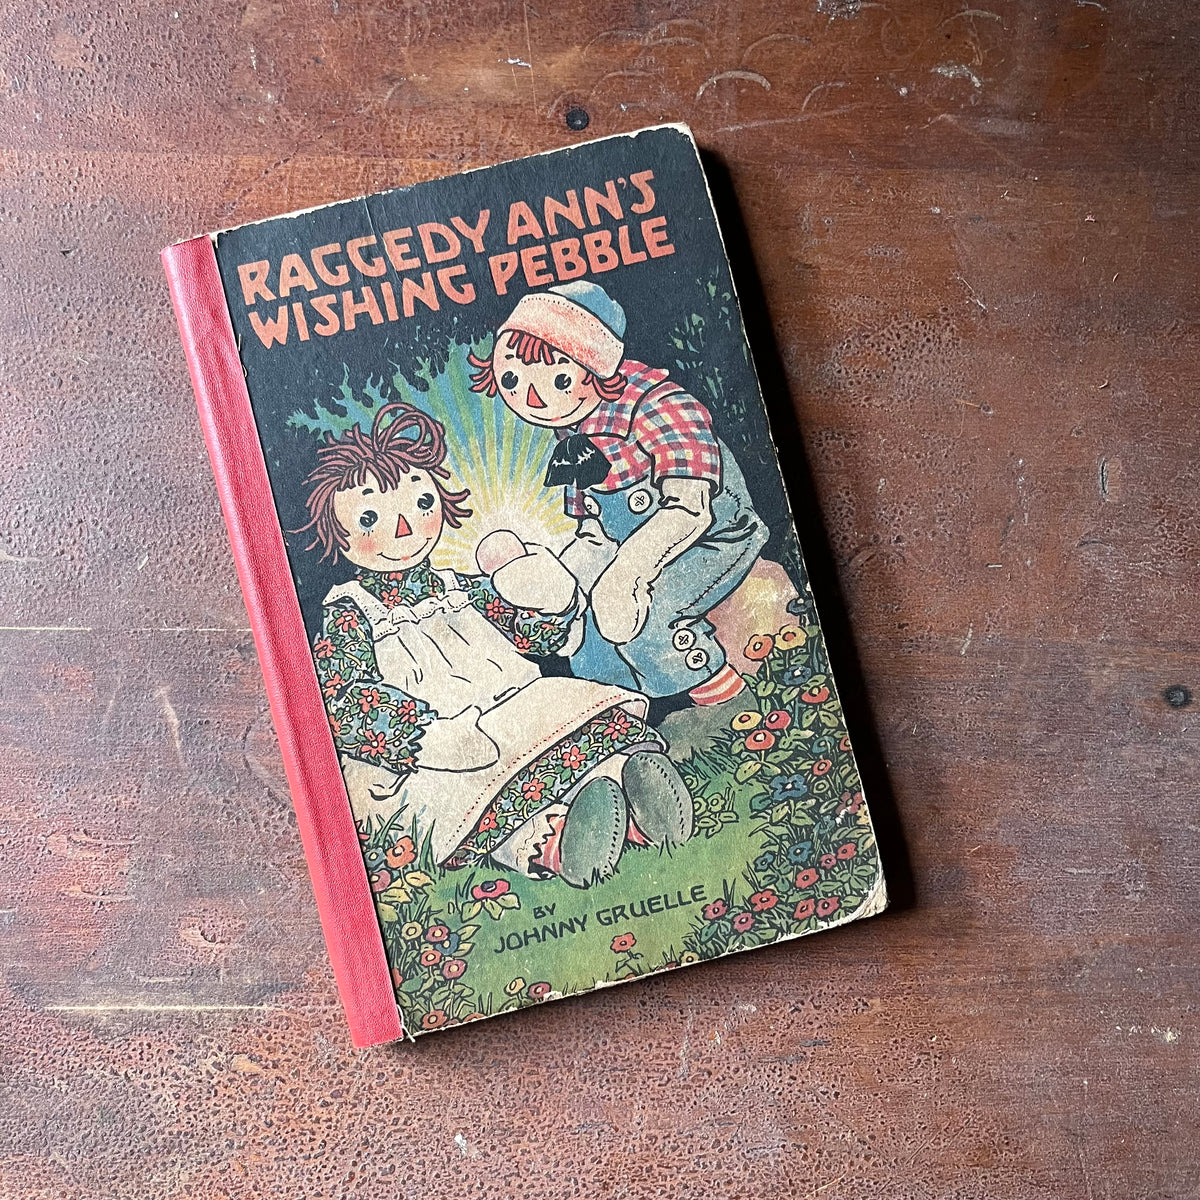 RAGGEDY ANN'S
WISHING PEBBLE
BY
JOHNNY GRUELLE